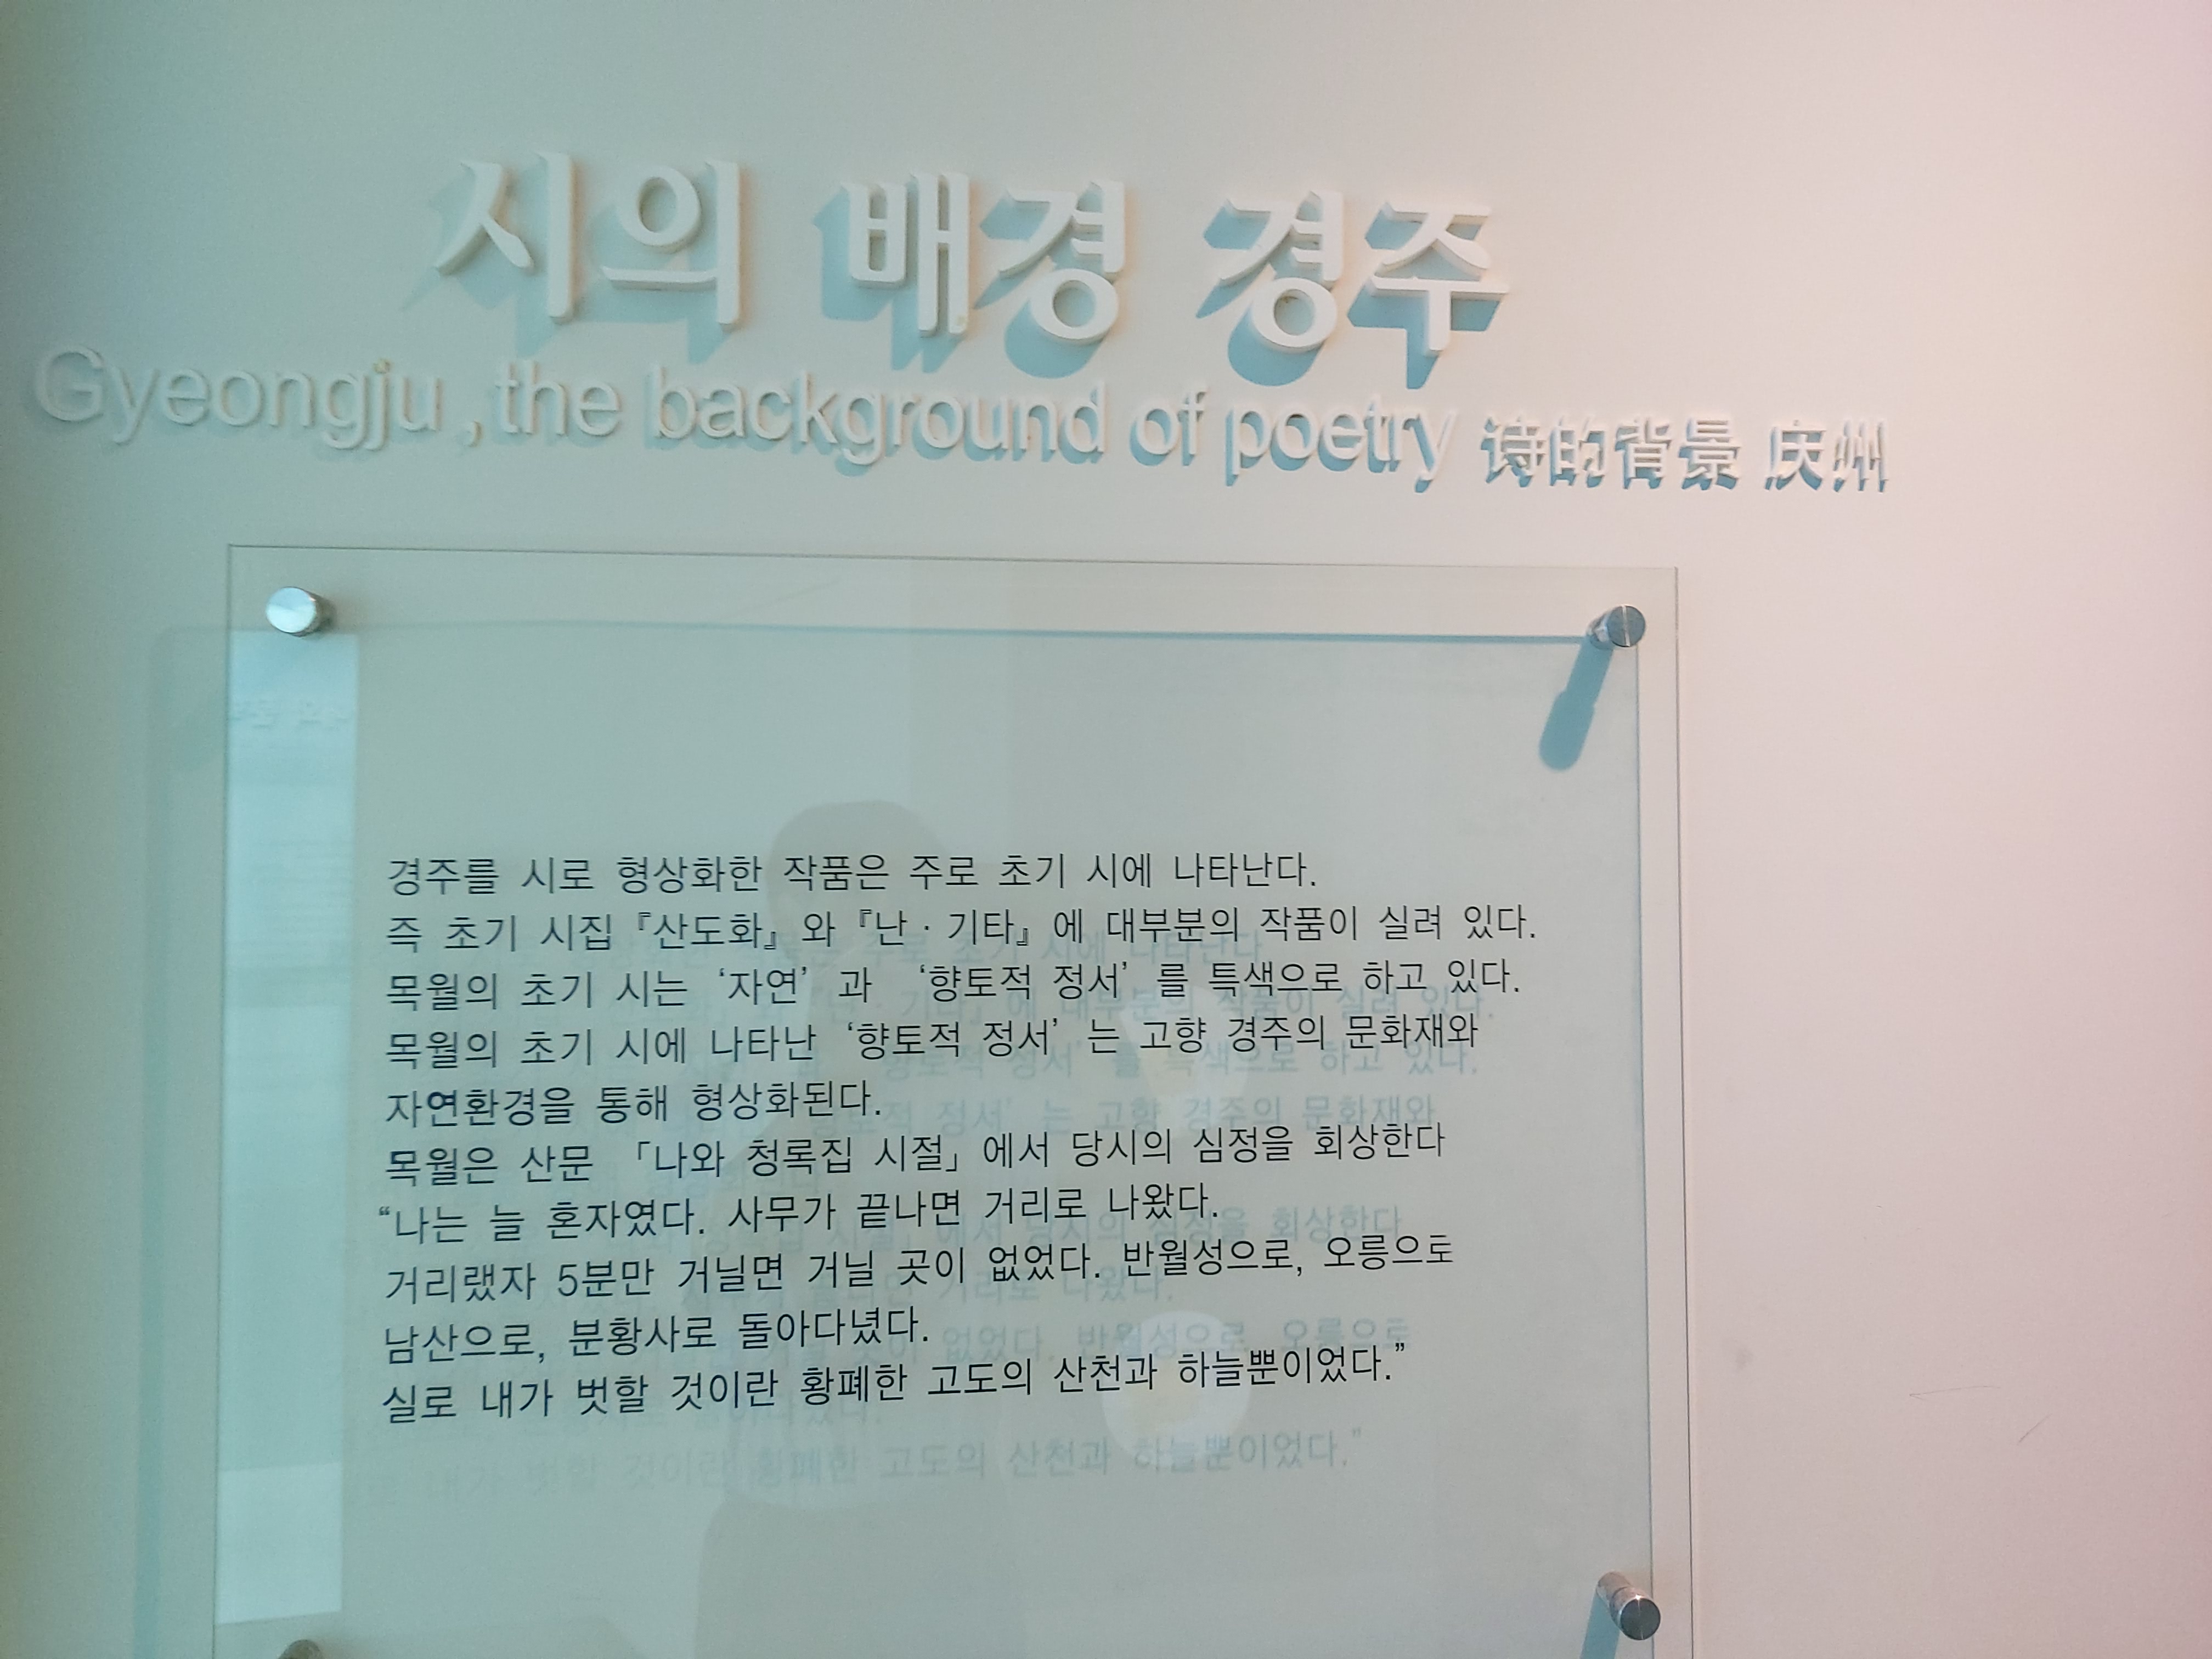 시의 배경 경주
Gyeongju, the background of poetry 诗的背景 庆州
경주를 시로 형상화한 작품은 주로 초기 시에 나타난다.
즉 초기 시집『산도화』와『난·기타』에 대부분의 작품이 실려 있다.
목월의 초기 시는 ‘자연’ 과 ‘향토적 정서’ 를 특색으로 하고 있다.
목월의 초기 시에 나타난 ‘향토적 정서’ 는 고향 경주의 문화재와
자연환경을 통해 형상화된다.
목월은 산문 「나와 청록집 시절」에서 당시의 심정을 회상한다
“나는 늘 혼자였다. 사무가 끝나면 거리로 나왔다.
거리랬자 5분만 거닐면 거닐 곳이 없었다. 반월성으로, 오릉으로
남산으로, 분황사로 돌아다녔다.
실로 내가 벗할 것이란 황폐한 고도의 산천과 하늘뿐이었다.”